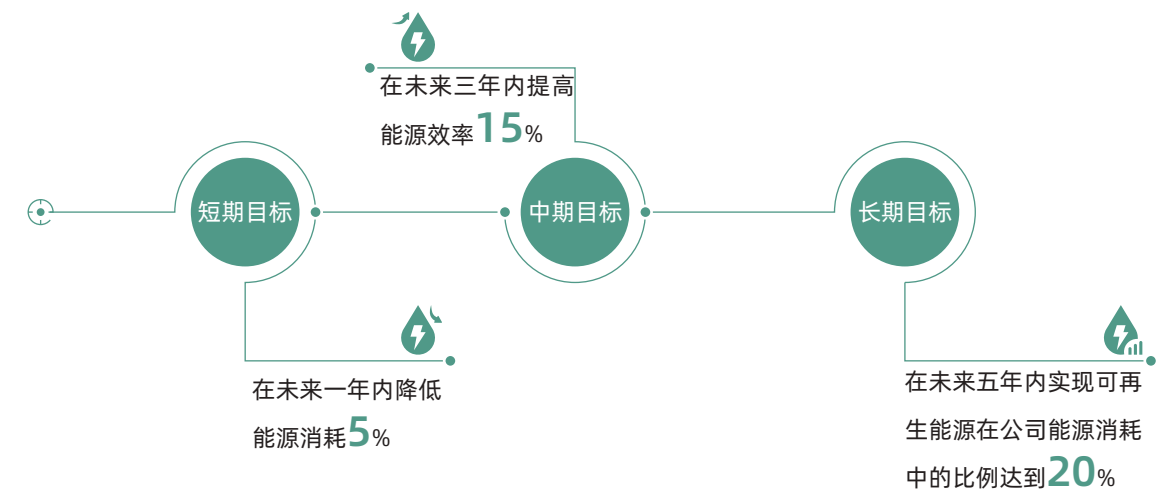 短期目标
在未来一年内降低
能源消耗5%
中期目标
在未来三年内提高
能源效率15%
长期目标
在未来五年内实现可再
生能源在公司能源消耗
中的比例达到20%